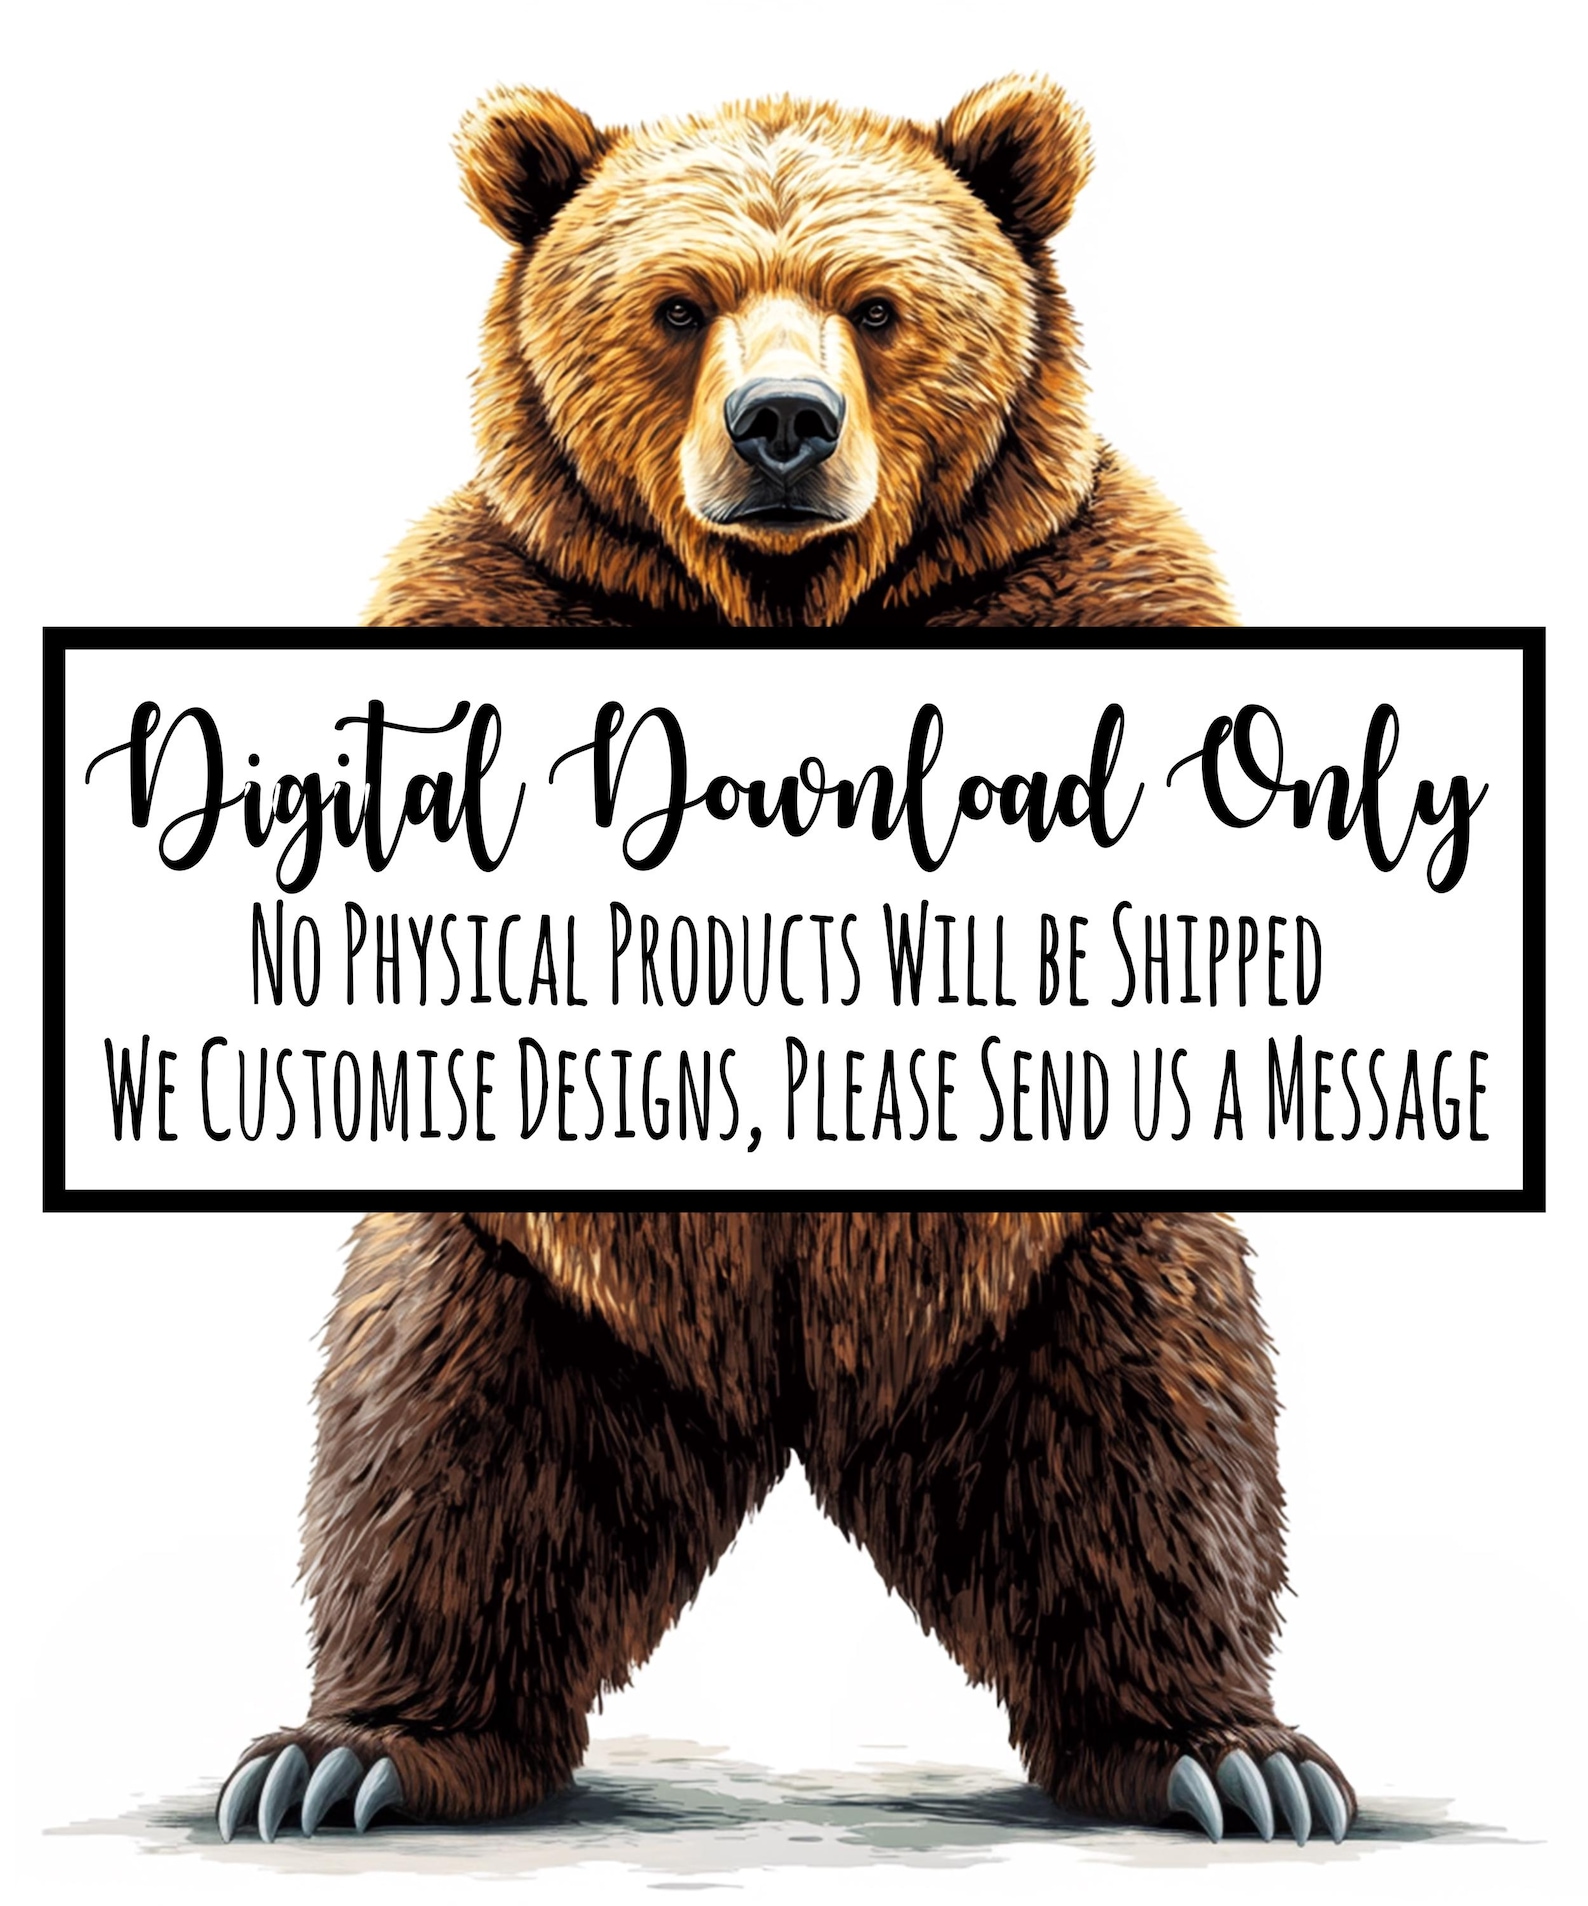 Digital Download Only
No Physical Products Will be Shipped
We Customise Designs, Please Send us a Message